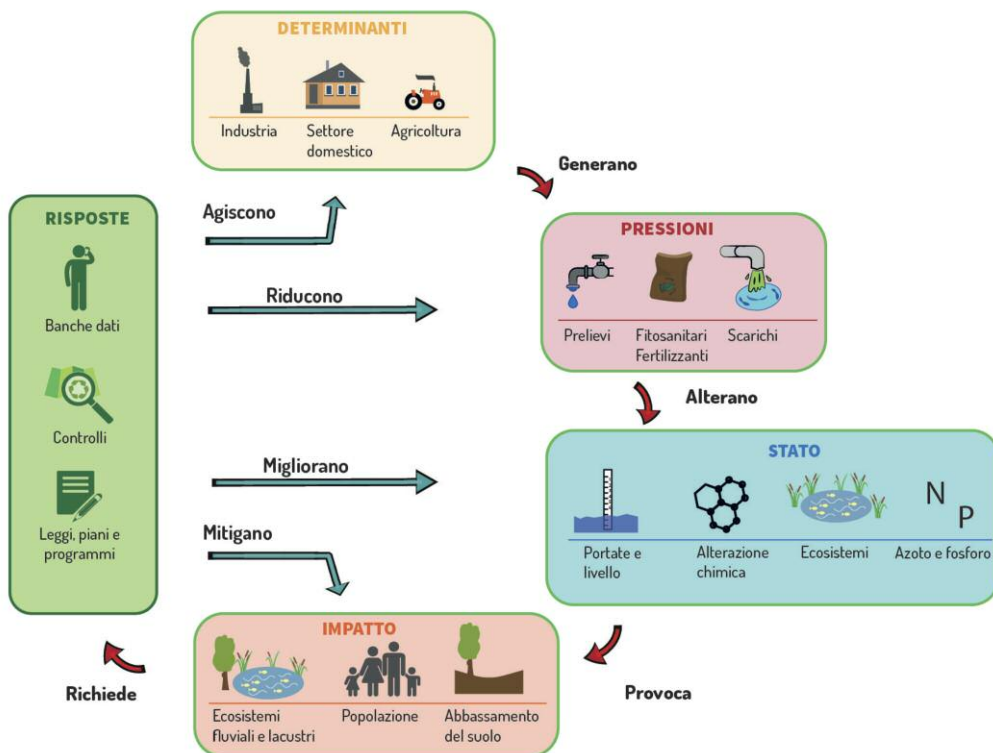 DETERMINANTI
Industria
Settore
domestico
Agricoltura
Generano
PRESSIONI
Prelievi
Fitosanitari
Fertilizzanti
Scarichi
Alterano
STATO
N
P
Portate e
livello
Alterazione
chimica
Ecosistemi
Azoto e fosforo
Provoca
IMPATTO
Ecosistemi
fluviali e lacustri
Popolazione
Abbassamento
del suolo
Richiede
RISPOSTE
Banche dati
Controlli
Leggi, piani e
programmi
Agiscono
Riducono
Migliorano
Mitigano